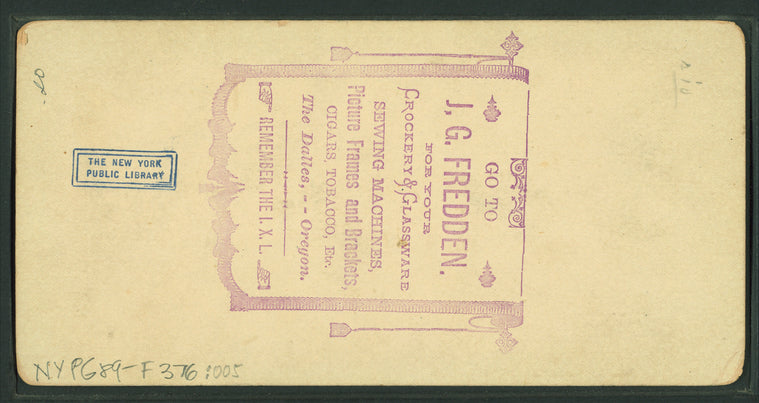 GO TO
J. G. FREDDEN.
FOR YOUR
CROCKERY & GLASSWARE
SEWING MACHINES,
Picture Frames and Brackets,
CIGARS, TOBACCO, Etc.
The Dalles, - - Oregon.
REMEMBER THE I. X. L.
THE NEW YORK
PUBLIC LIBRARY
NYPG89-F376:005